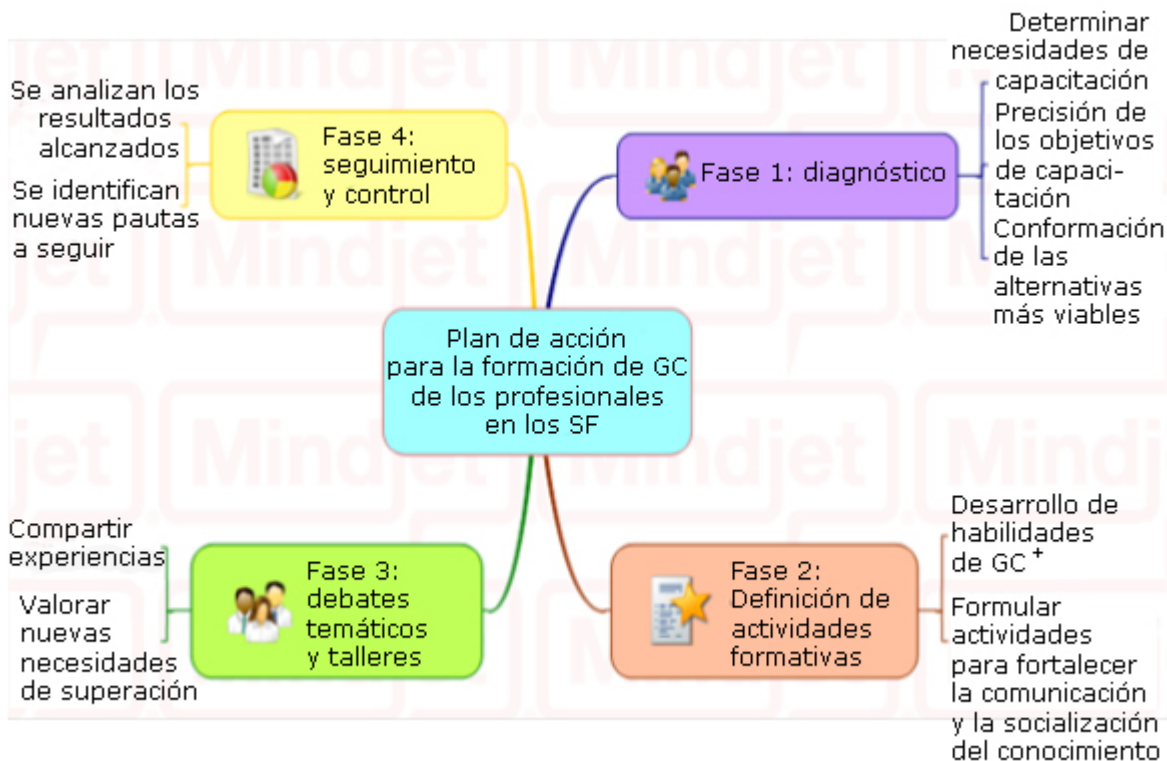 Plan de acción
para la formación de GC
de los profesionales
en los SF
Fase 1: diagnóstico
Determinar
necesidades de
capacitación
Precisión de
los objetivos
de capaci-
tación
Conformación
de las
alternativas
más viables
Fase 2:
Definición de
actividades
formativas
Desarrollo de
habilidades
de GC +
Formular
actividades
para fortalecer
la comunicación
y la socialización
del conocimiento
Fase 3:
debates
temáticos
y talleres
Compartir
experiencias
Valorar
nuevas
necesidades
de superación
Fase 4:
seguimiento
y control
Se analizan los
resultados
alcanzados
Se identifican
nuevas pautas
a seguir
Mindjet